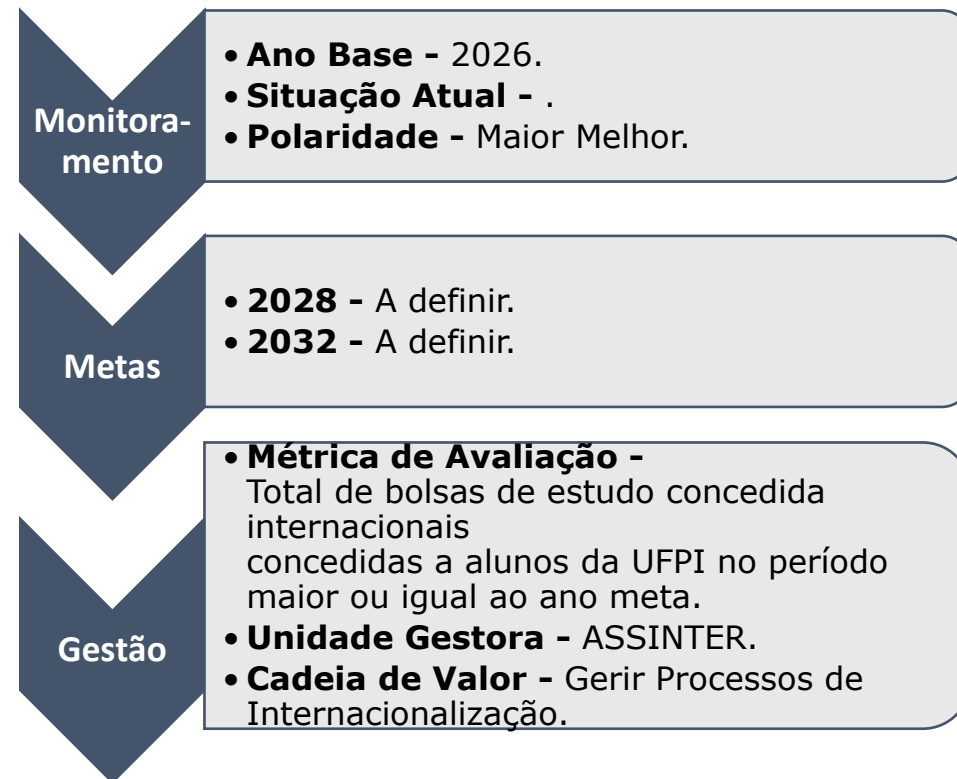 Monitora-
mento
• Ano Base - 2026.
• Situação Atual - .
• Polaridade - Maior Melhor.
Metas
• 2028 - A definir.
• 2032 - A definir.
Gestão
• Métrica de Avaliação -
Total de bolsas de estudo concedida
internacionais
concedidas a alunos da UFPI no período
maior ou igual ao ano meta.
• Unidade Gestora - ASSINTER.
• Cadeia de Valor - Gerir Processos de
Internacionalização.